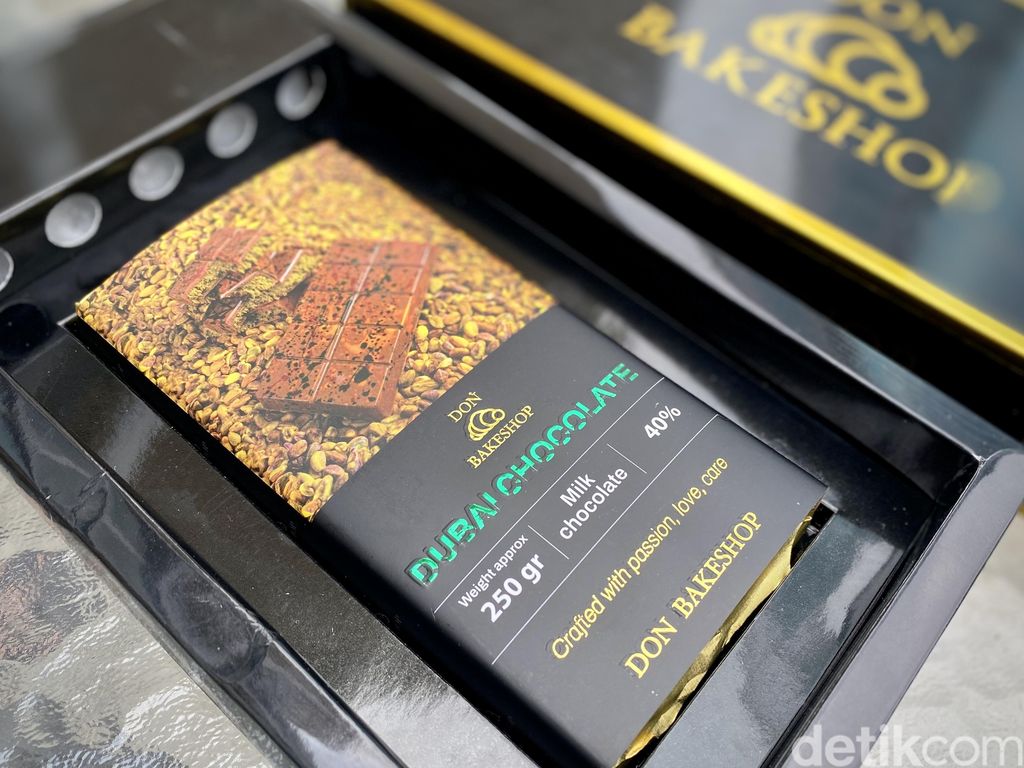 DON
BAKESHOP
DON
BAKESHOP
DUBAI CHOCOLATE
Weight approx
250 gr
Milk
chocolate
40%
Crafted with passion, love, care
DON BAKESHOP
detikcom